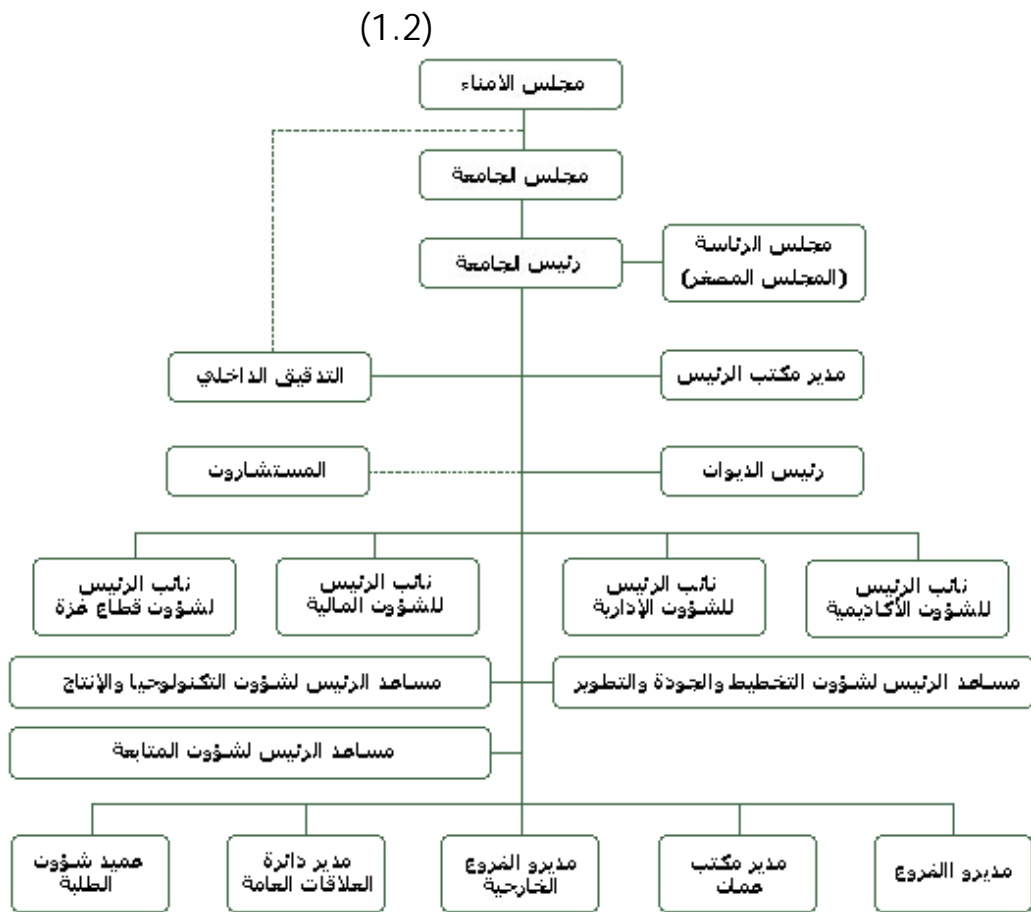 (1.2)
مجلس الامناء
مجلس الجامعة
رئيس الجامعة
مجلس الرئاسة
(المجلس المصغر)
مدير مكتب الرئيس
التدقيق الداخلي
رئيس الديوان
المستشارون
نائب الرئيس
للشؤون الأكاديمية
نائب الرئيس
للشؤون الإدارية
نائب الرئيس
للشؤون المالية
نائب الرئيس
لشؤون قطاع غزة
مساعد الرئيس لشؤون التخطيط والجودة والتطوير
مساعد الرئيس لشؤون التكنولوجيا والإنتاج
مساعد الرئيس لشؤون المتابعة
مديرو االفروع
مدير مكتب
عمان
مديرو الفروع
الخارجية
مدير دائرة
العلاقات العامة
عميد شؤون
الطلبة